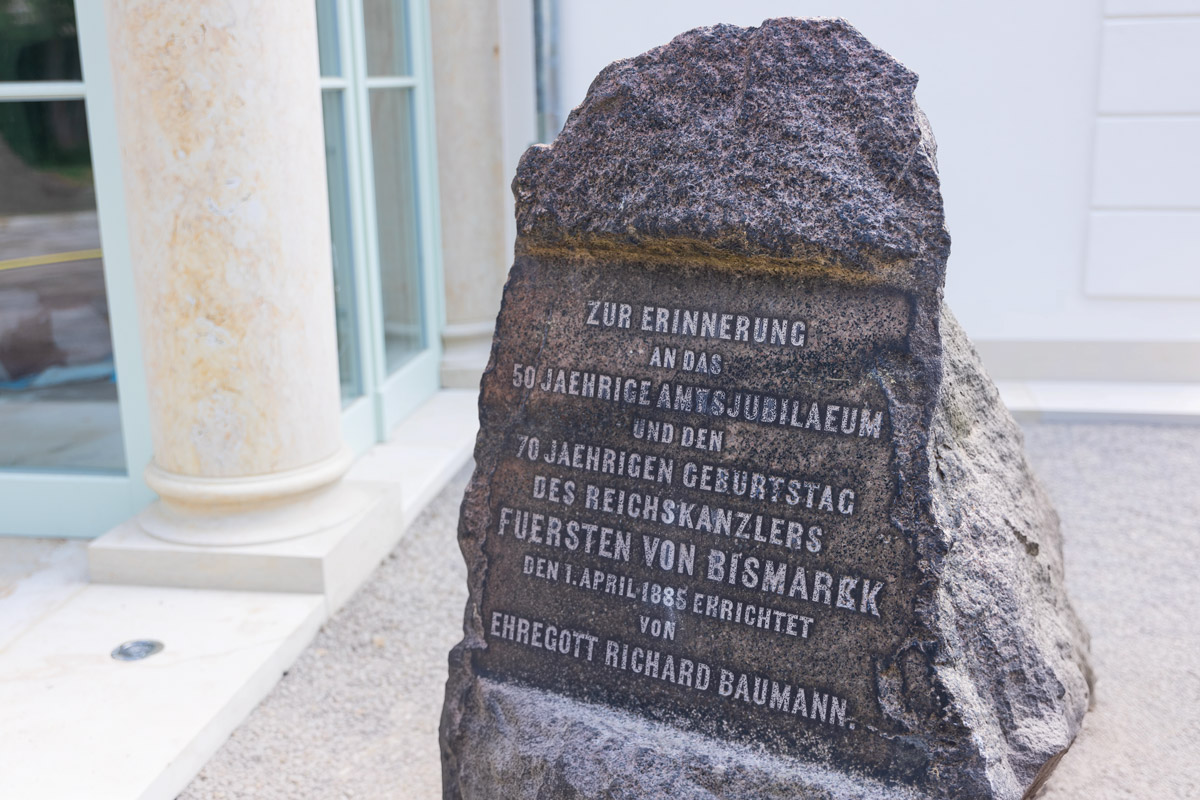 ZUR ERINNERUNG
AN DAS
50 JAEHRIGE AMTSJUBILAEUM
UND DEN
70 JAEHRIGEN GEBURTSTAG
DES REICHSKANZLERS
FUERSTEN VON BISMARCK
DEN 1. APRIL 1885 ERRICHTET
VON
EHREGOTT RICHARD BAUMANN.